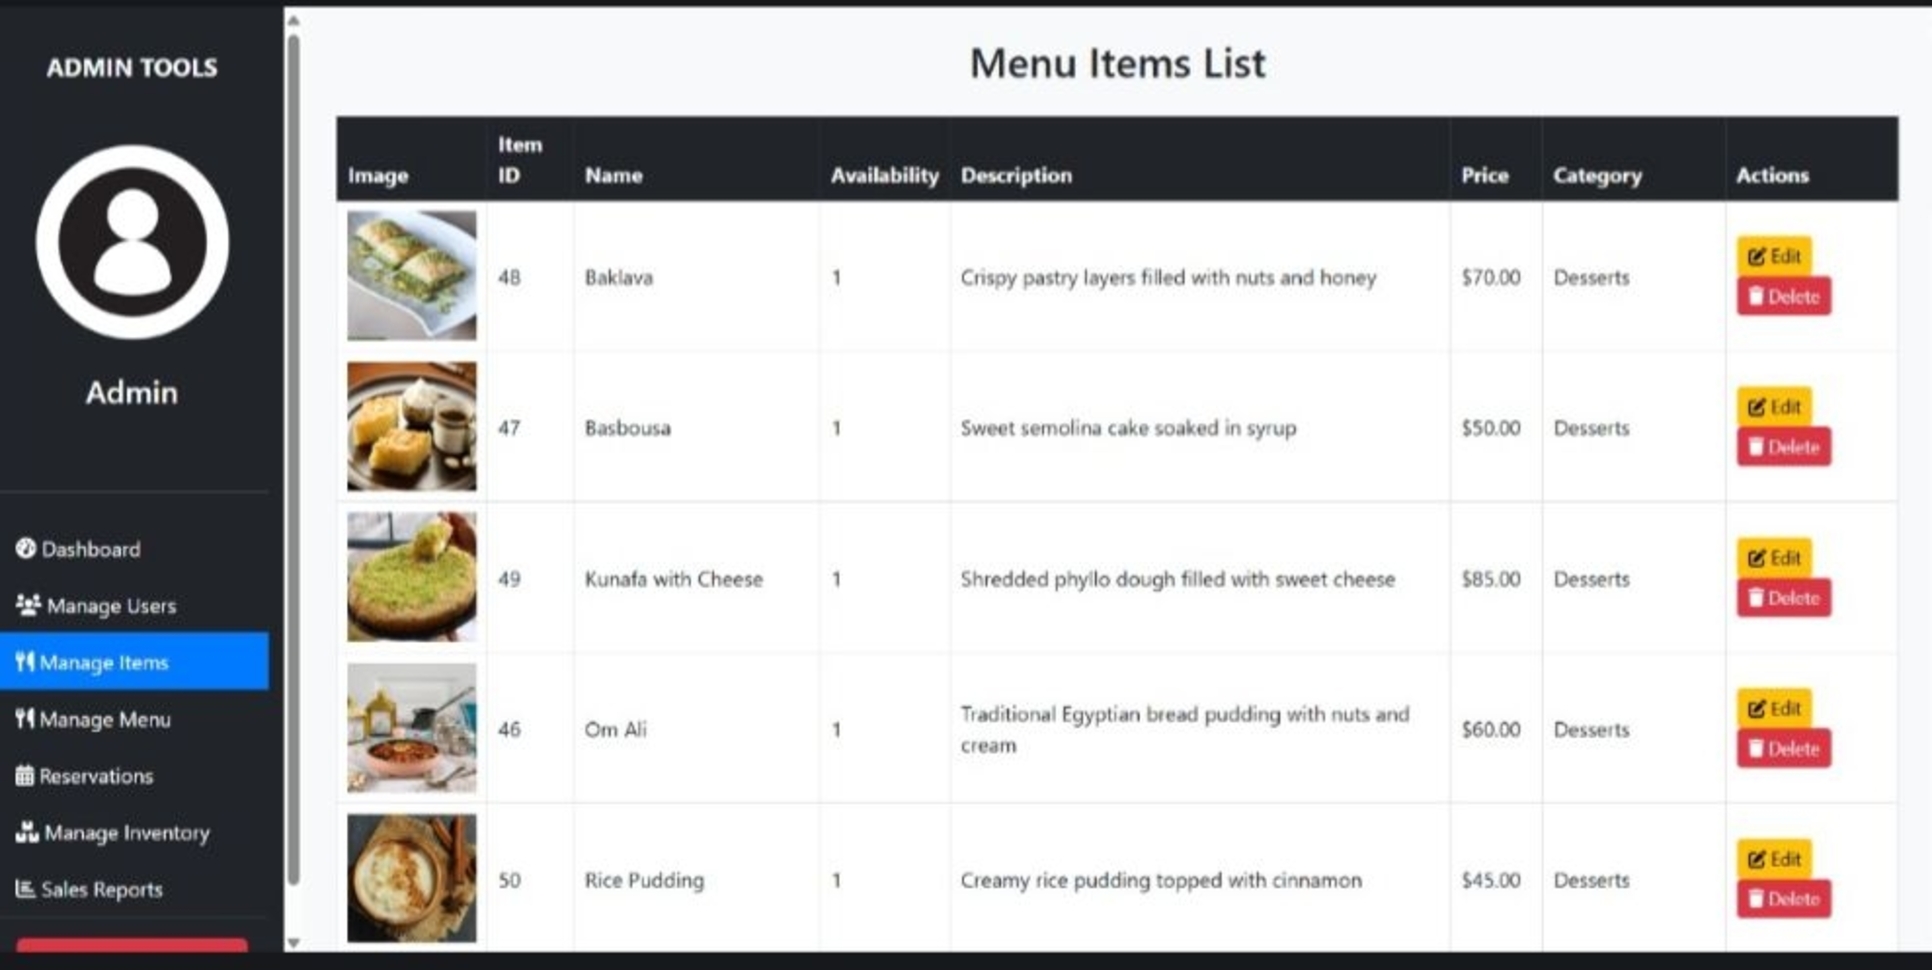 ADMIN TOOLS
Admin
Dashboard
Manage Users
Manage Items
Manage Menu
Reservations
Manage Inventory
Sales Reports
Menu Items List
Image Item ID Name Availability Description Price Category Actions
48 Baklava 1 Crispy pastry layers filled with nuts and honey $70.00 Desserts Edit
Delete
47 Basbousa 1 Sweet semolina cake soaked in syrup $50.00 Desserts Edit
Delete
49 Kunafa with Cheese 1 Shredded phyllo dough filled with sweet cheese $85.00 Desserts Edit
Delete
46 Om Ali 1 Traditional Egyptian bread pudding with nuts and
cream $60.00 Desserts Edit
Delete
50 Rice Pudding 1 Creamy rice pudding topped with cinnamon $45.00 Desserts Edit
Delete